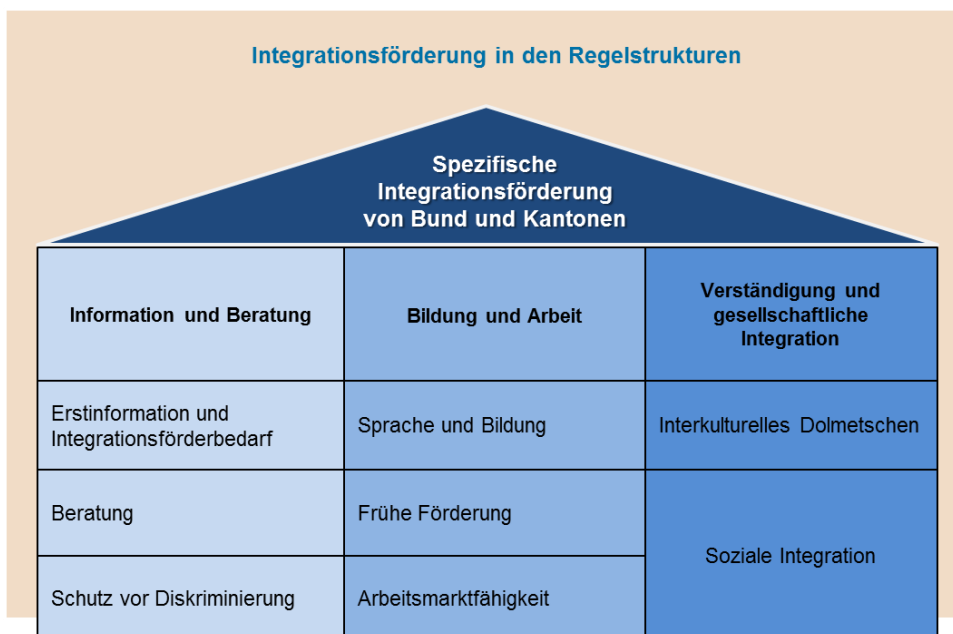 Integrationsförderung in den Regelstrukturen
Spezifische
Integrationsförderung
von Bund und Kantonen
Information und Beratung
Bildung und Arbeit
Verständigung und
gesellschaftliche
Integration
Erstinformation und
Integrationsförderbedarf
Sprache und Bildung
Interkulturelles Dolmetschen
Beratung
Frühe Förderung
Soziale Integration
Schutz vor Diskriminierung
Arbeitsmarktfähigkeit